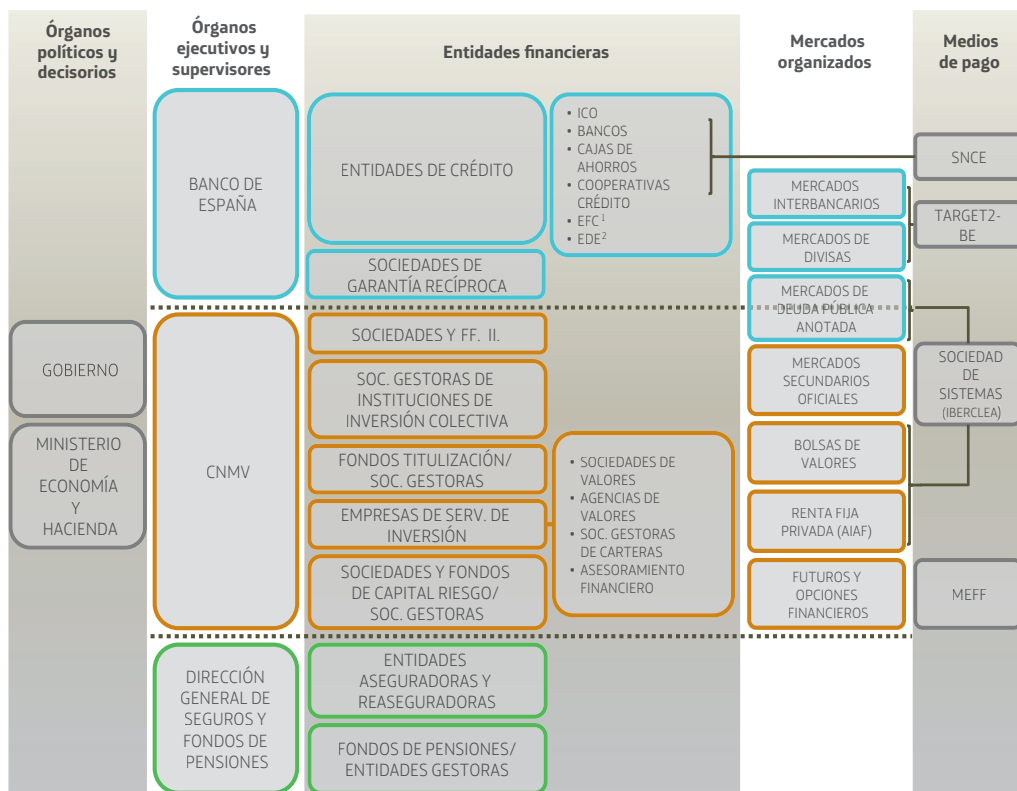 Órganos
políticos y
decisorios
Órganos
ejecutivos y
supervisores
Entidades financieras
Mercados
organizados
Medios
de pago
GOBIERNO
MINISTERIO
DE
ECONOMÍA
Y
HACIENDA
BANCO DE
ESPAÑA
CNMV
DIRECCIÓN
GENERAL DE
SEGUROS Y
FONDOS DE
PENSIONES
ENTIDADES DE CRÉDITO
SOCIEDADES DE
GARANTÍA RECÍPROCA
SOCIEDADES Y FF. II.
SOC. GESTORAS DE
INSTITUCIONES DE
INVERSIÓN COLECTIVA
FONDOS TITULIZACIÓN/
SOC. GESTORAS
EMPRESAS DE SERV. DE
INVERSIÓN
SOCIEDADES Y FONDOS
DE CAPITAL RIESGO/
SOC. GESTORAS
ENTIDADES
ASEGURADORAS Y
REASEGURADORAS
FONDOS DE PENSIONES/
ENTIDADES GESTORAS
• ICO
• BANCOS
• CAJAS DE
AHORROS
• COOPERATIVAS
CRÉDITO
• EFC¹
• EDE²
• SOCIEDADES DE
VALORES
• AGENCIAS DE
VALORES
• SOC. GESTORAS
DE CARTERAS
• ASESORAMIENTO
FINANCIERO
MERCADOS
INTERBANCARIOS
MERCADOS DE
DIVISAS
MERCADOS DE
DEUDA PÚBLICA
ANOTADA
MERCADOS
SECUNDARIOS
OFICIALES
BOLSAS DE
VALORES
RENTA FIJA
PRIVADA (AIAF)
FUTUROS Y
OPCIONES
FINANCIEROS
SNCE
TARGET2-
BE
SOCIEDAD
DE
SISTEMAS
(IBERCLEA)
MEFF